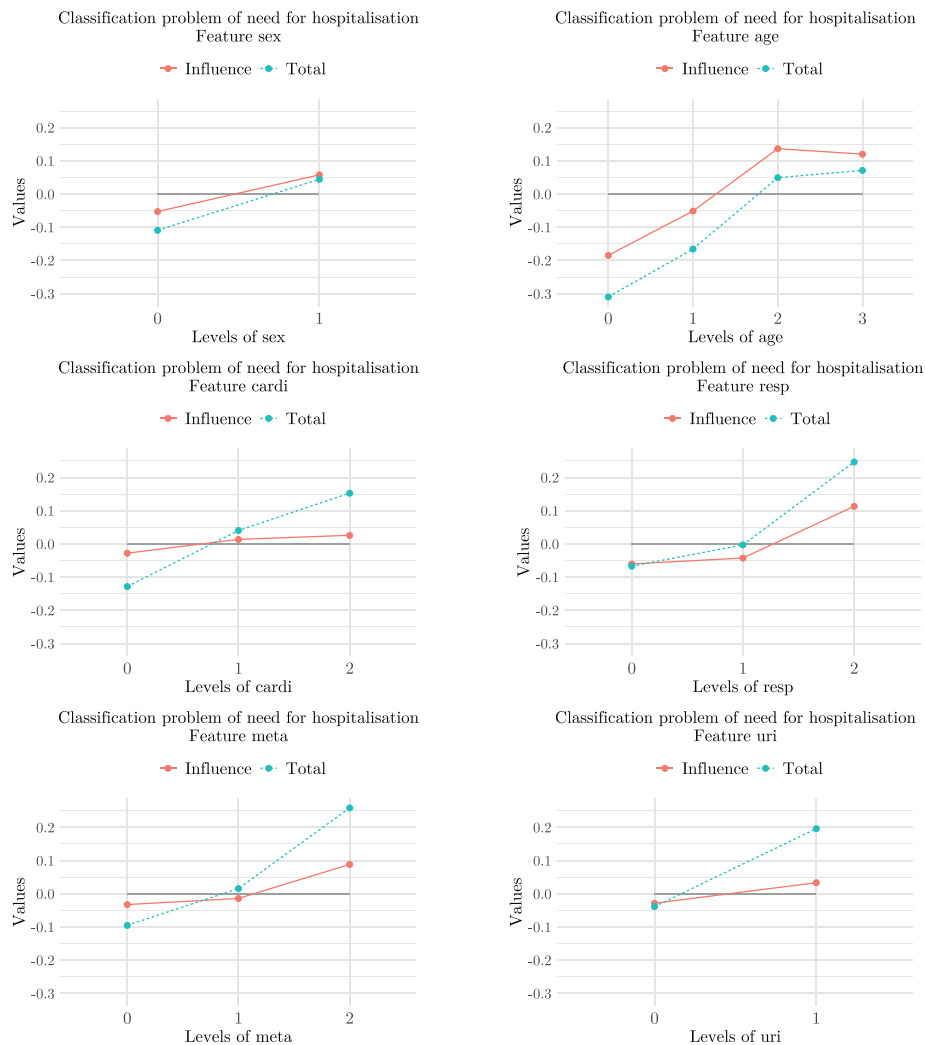 Classification problem of need for hospitalisation
Feature sex
Influence Total
0.2
0.1
0.0
-0.1
-0.2
-0.3
Values
0 1
Levels of sex
Classification problem of need for hospitalisation
Feature age
Influence Total
0.2
0.1
0.0
-0.1
-0.2
-0.3
Values
0 1 2 3
Levels of age
Classification problem of need for hospitalisation
Feature cardi
Influence Total
0.2
0.1
0.0
-0.1
-0.2
-0.3
Values
0 1 2
Levels of cardi
Classification problem of need for hospitalisation
Feature resp
Influence Total
0.2
0.1
0.0
-0.1
-0.2
-0.3
Values
0 1 2
Levels of resp
Classification problem of need for hospitalisation
Feature meta
Influence Total
0.2
0.1
0.0
-0.1
-0.2
-0.3
Values
0 1 2
Levels of meta
Classification problem of need for hospitalisation
Feature uri
Influence Total
0.2
0.1
0.0
-0.1
-0.2
-0.3
Values
0 1
Levels of uri